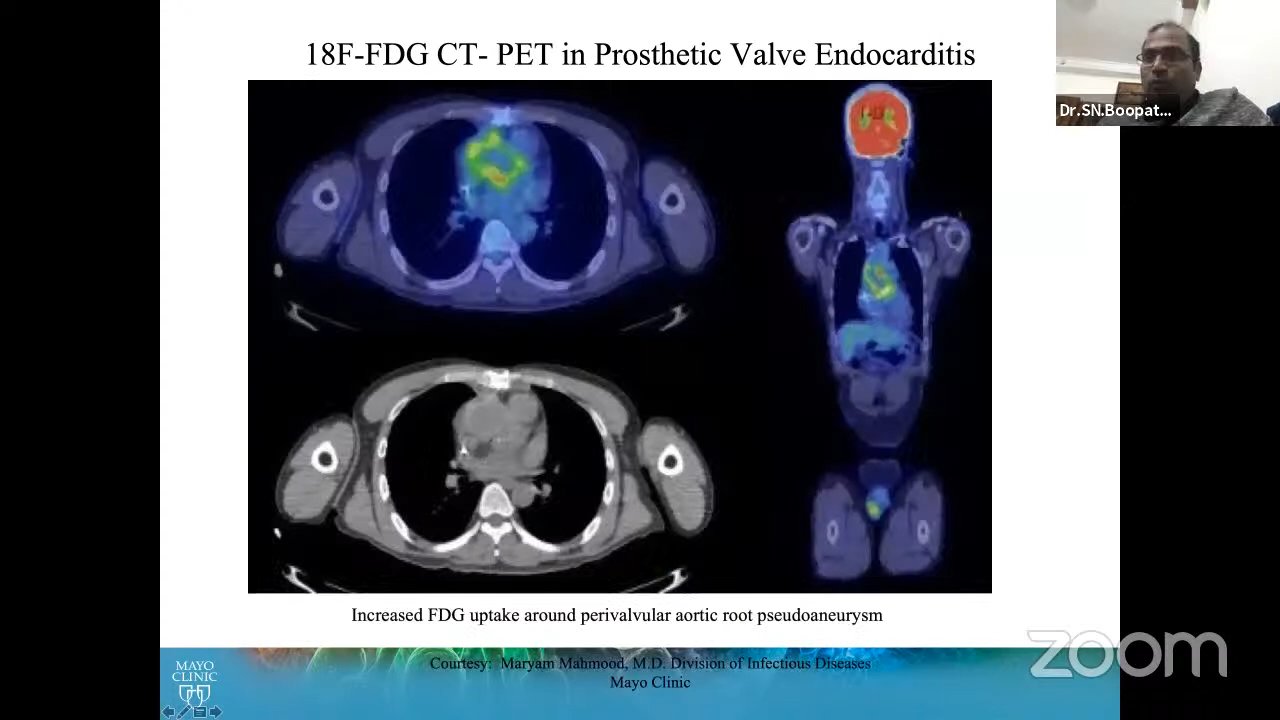 18F-FDG CT- PET in Prosthetic Valve Endocarditis
Dr.SN.Boopat...
Increased FDG uptake around perivalvular aortic root pseudoaneurysm
Courtesy: Maryam Mahmood, M.D. Division of Infectious Diseases
Mayo Clinic
MAYO
CLINIC
zoom